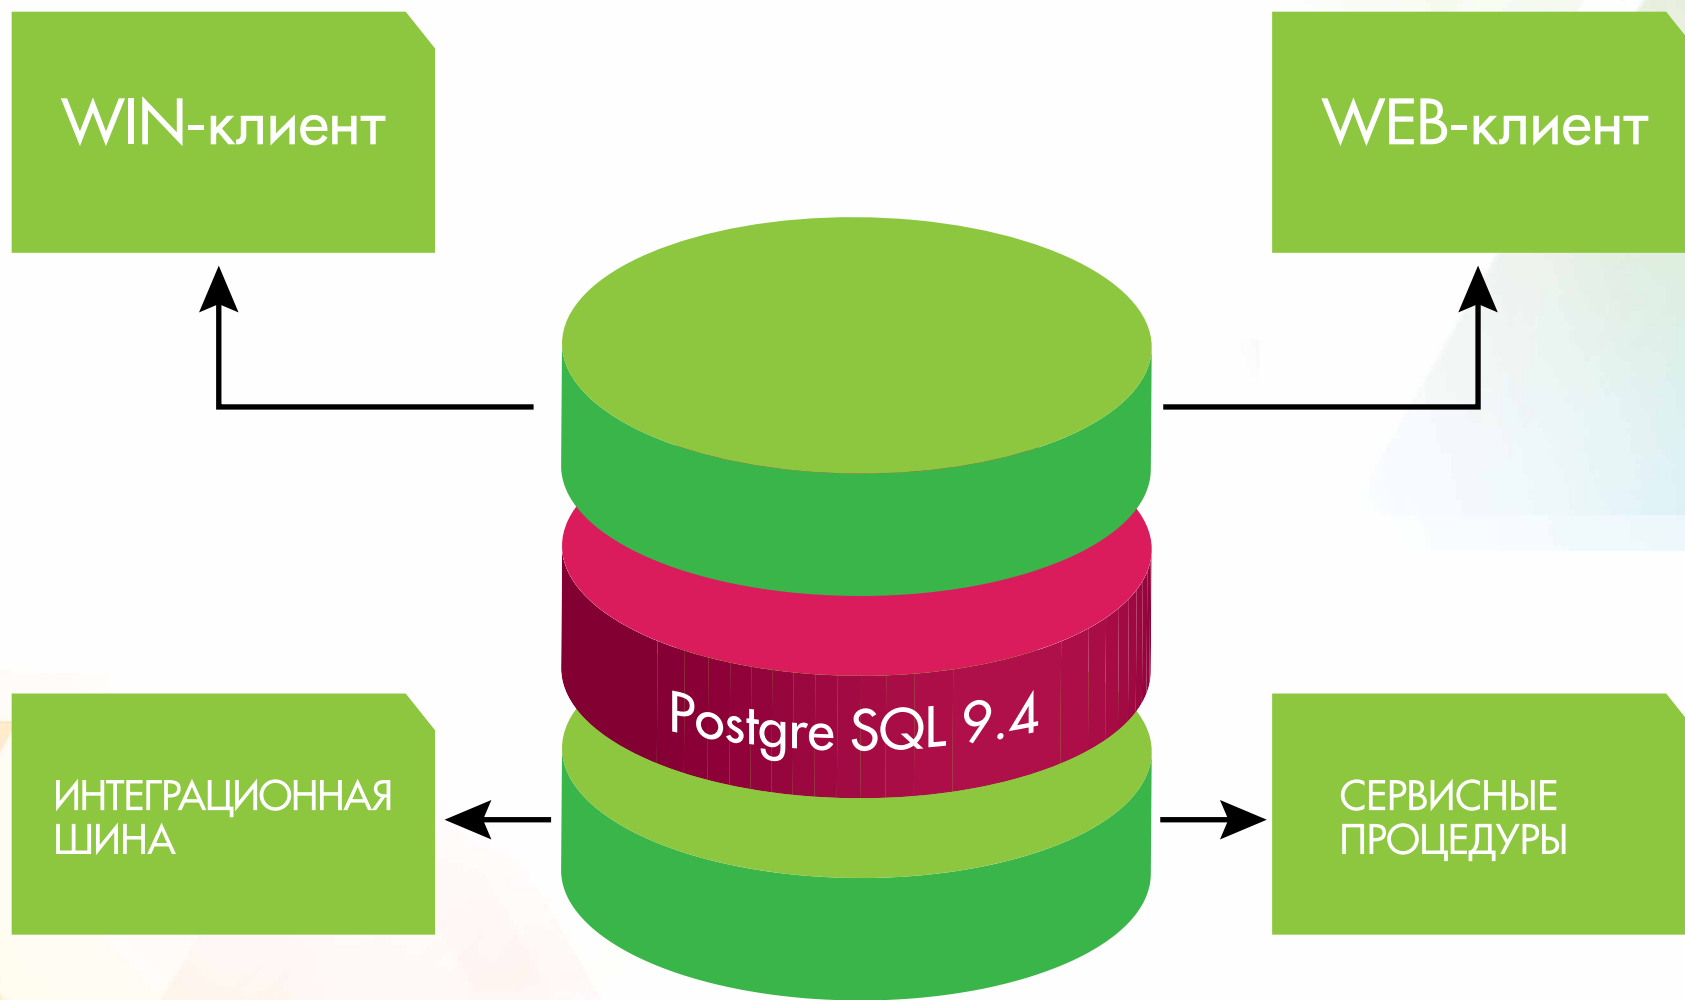 WIN-клиент
WEB-клиент
Postgre SQL 9.4
ИНТЕГРАЦИОННАЯ
ШИНА
СЕРВИСНЫЕ
ПРОЦЕДУРЫ